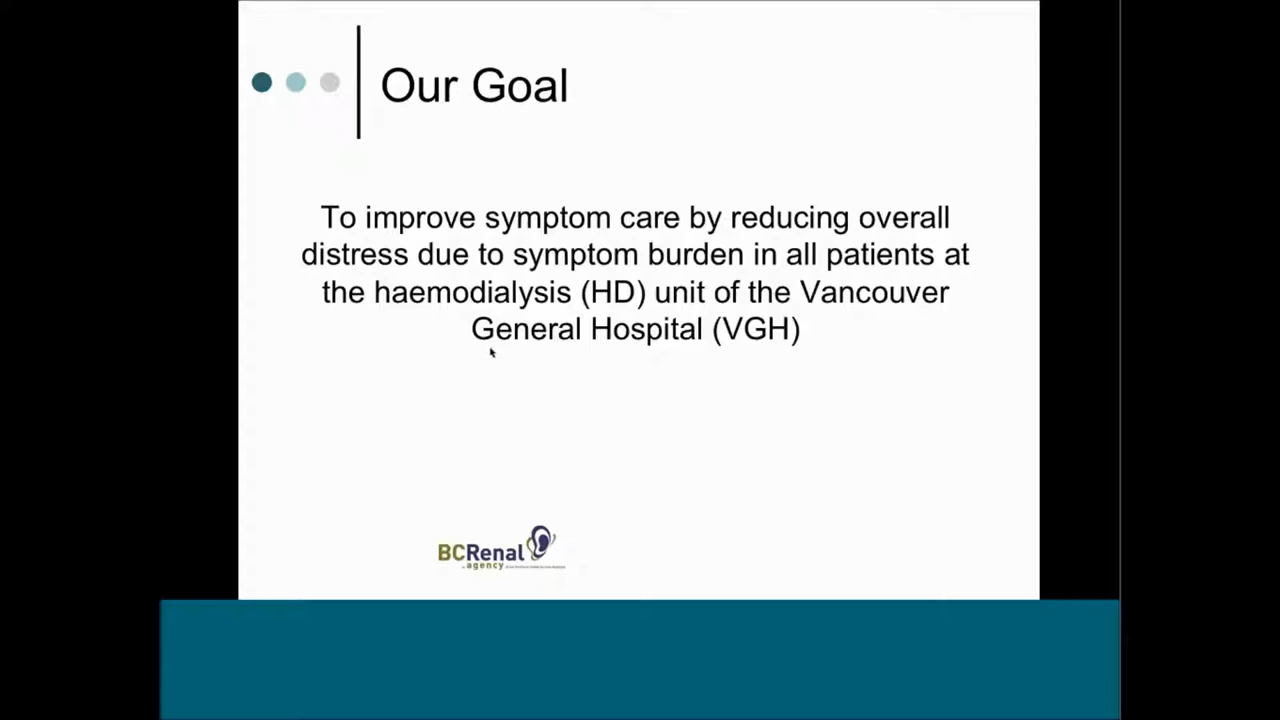 Our Goal
To improve symptom care by reducing overall
distress due to symptom burden in all patients at
the haemodialysis (HD) unit of the Vancouver
General Hospital (VGH)
BCRenal
agency